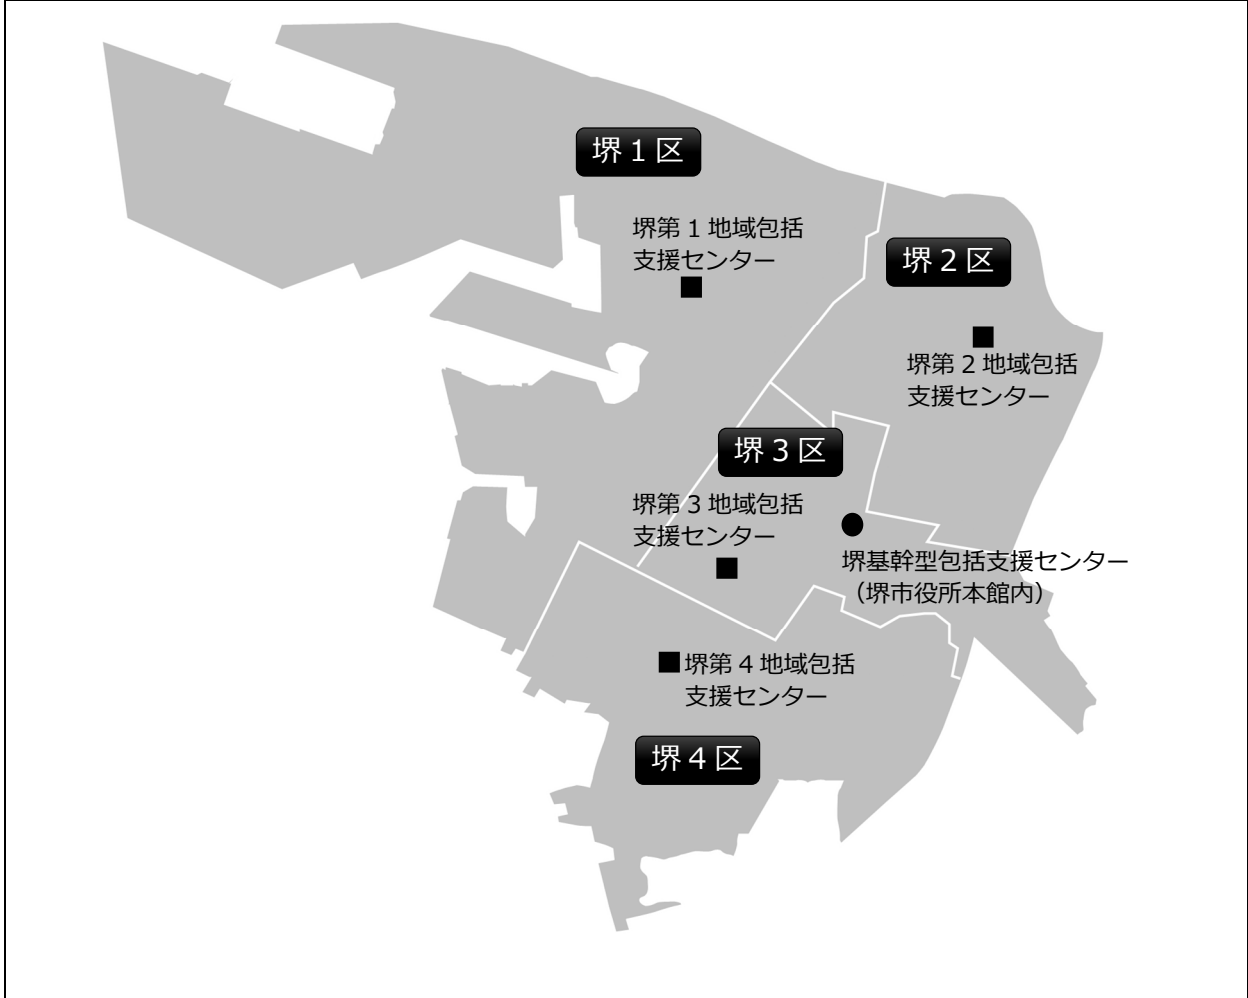 堺１区
堺第１地域包括
支援センター
堺２区
堺第２地域包括
支援センター
堺３区
堺第３地域包括
支援センター
堺基幹型包括支援センター
（堺市役所本館内）
堺第４地域包括
支援センター
堺４区